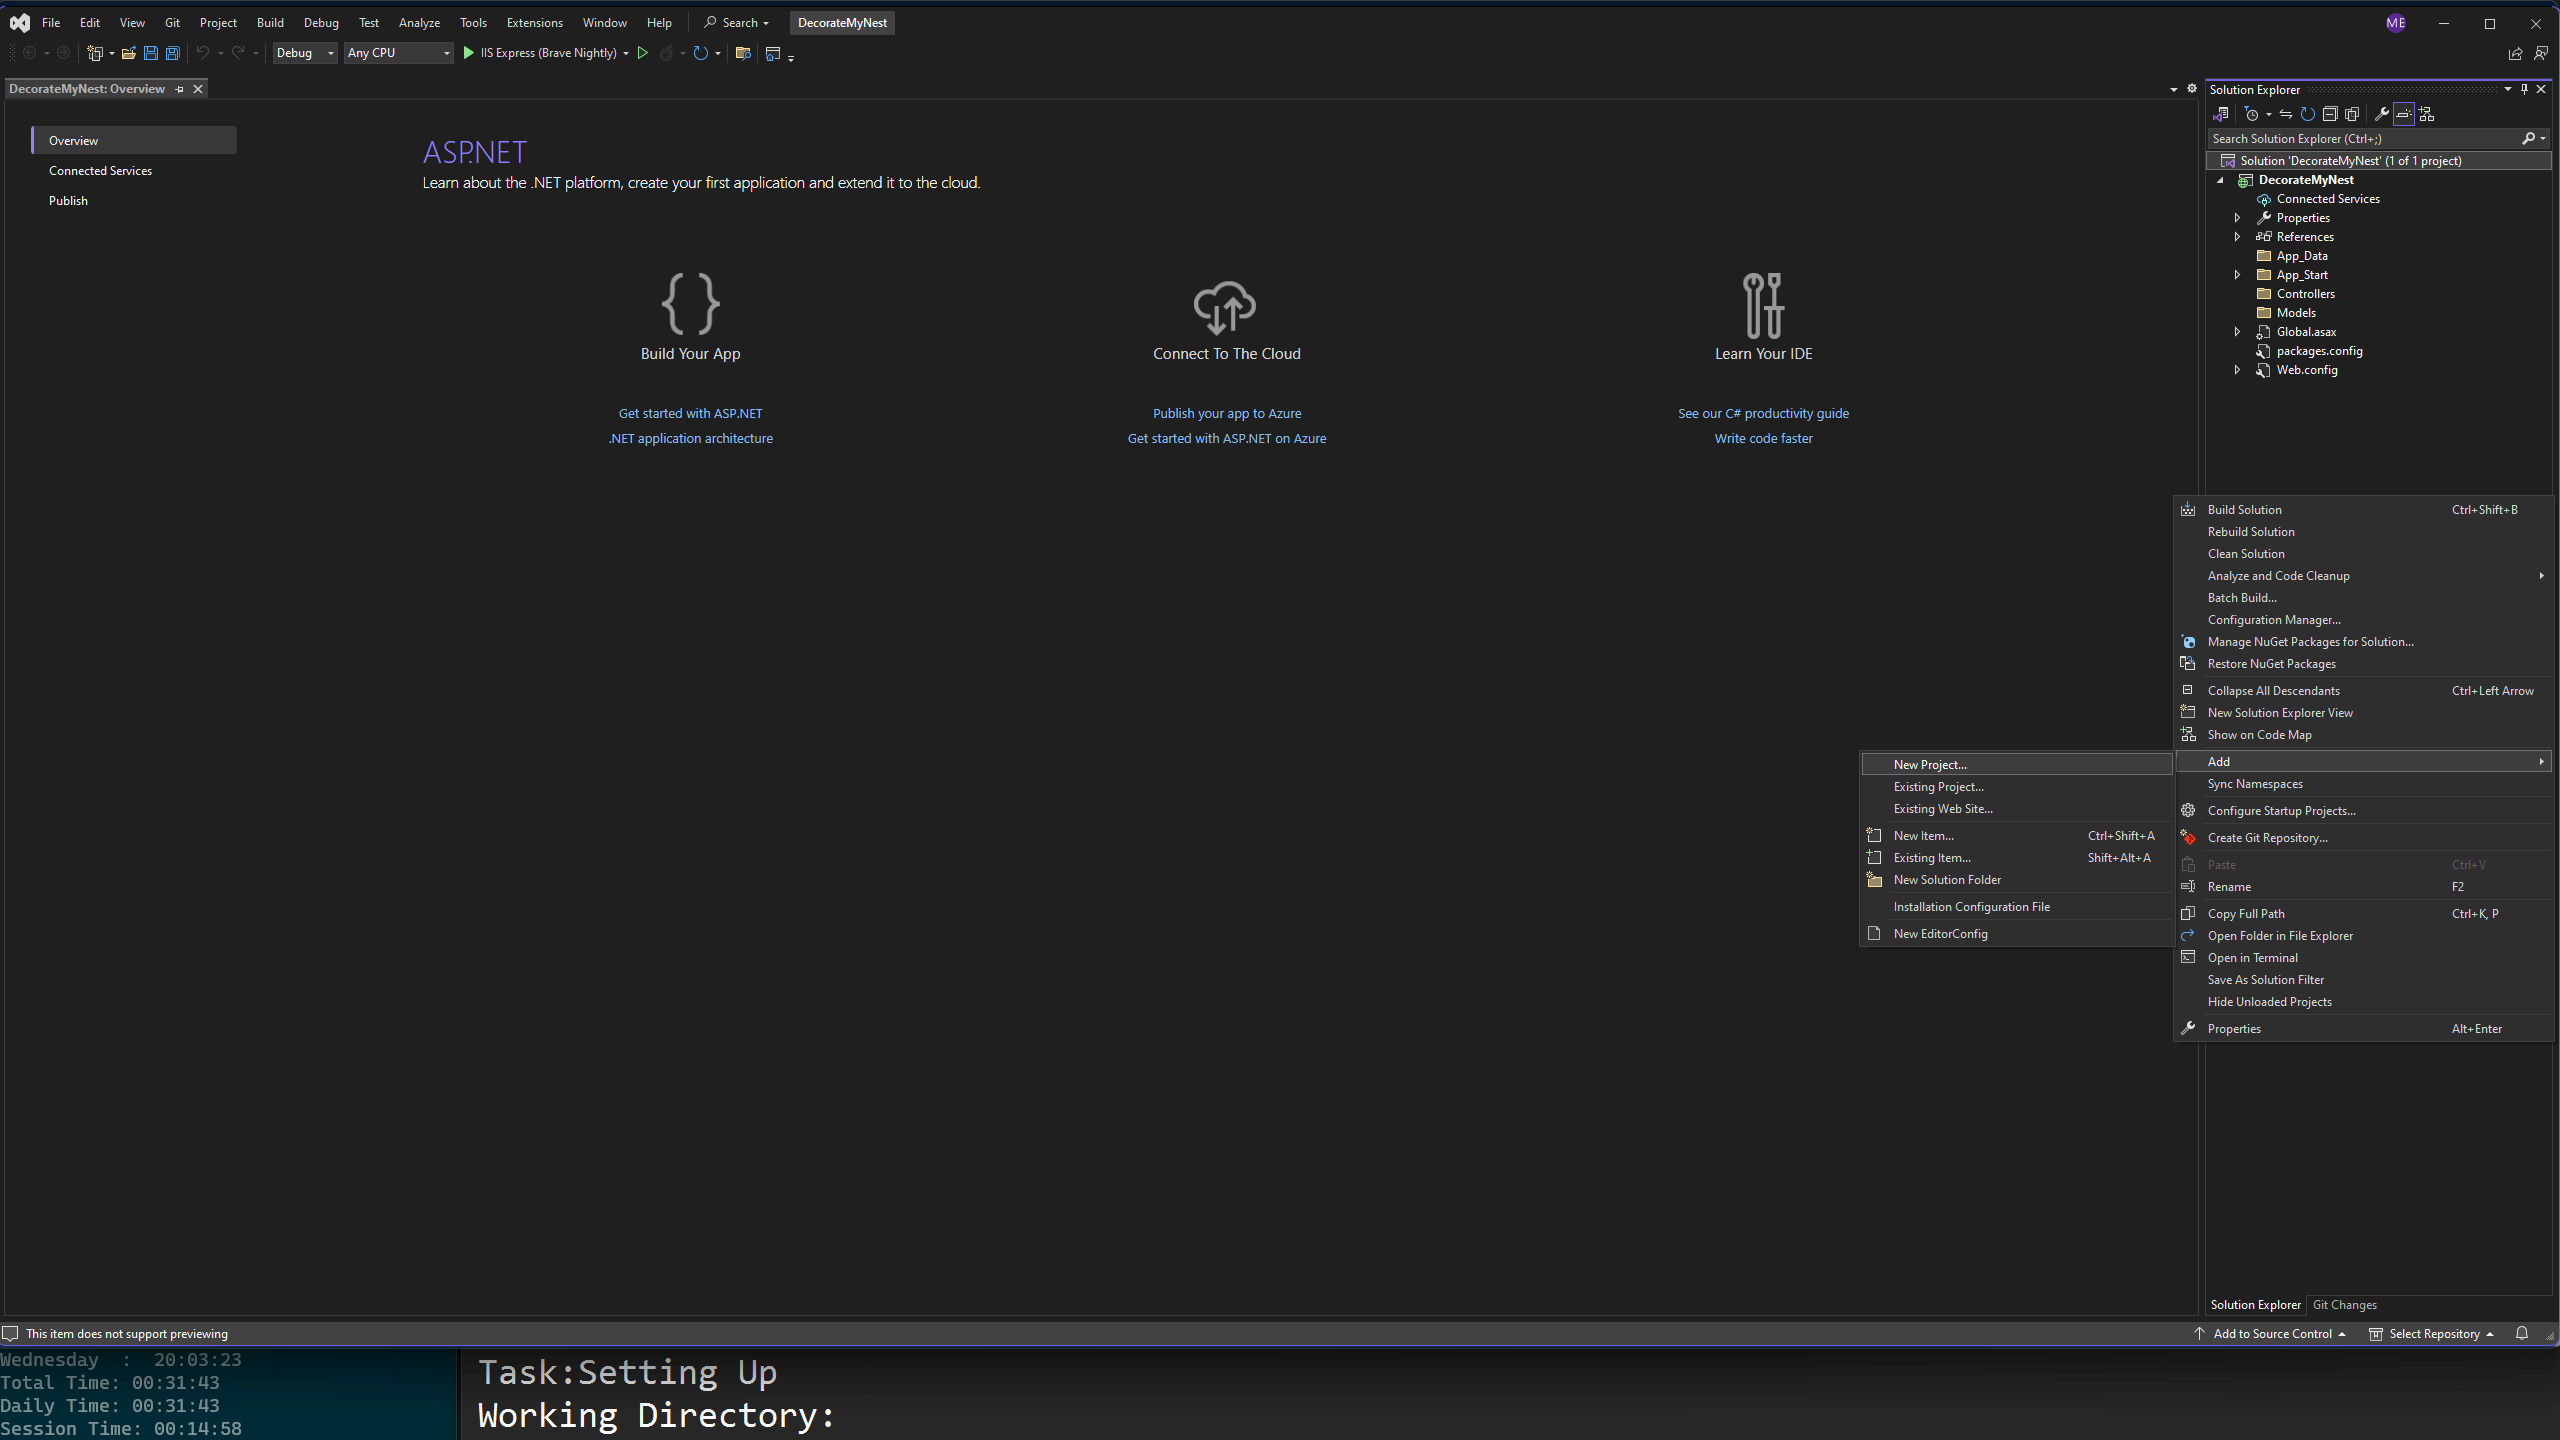 File Edit View Git Project Build Debug Test Analyze Tools Extensions Window Help Search DecorateMyNest ME
Debug Any CPU IIS Express (Brave Nightly)
DecorateMyNest: Overview
Overview
Connected Services
Publish
ASP.NET
Learn about the .NET platform, create your first application and extend it to the cloud.
Build Your App
Get started with ASP.NET
.NET application architecture
Connect To The Cloud
Publish your app to Azure
Get started with ASP.NET on Azure
Learn Your IDE
See our C# productivity guide
Write code faster
Solution Explorer
Search Solution Explorer (Ctrl+;)
Solution 'DecorateMyNest' (1 of 1 project)
DecorateMyNest
Connected Services
Properties
References
App_Data
App_Start
Controllers
Models
Global.asax
packages.config
Web.config
Build Solution Ctrl+Shift+B
Rebuild Solution
Clean Solution
Analyze and Code Cleanup
Batch Build...
Configuration Manager...
Manage NuGet Packages for Solution...
Restore NuGet Packages
Collapse All Descendants Ctrl+Left Arrow
New Solution Explorer View
Show on Code Map
Add
Sync Namespaces
Configure Startup Projects...
Create Git Repository...
Paste Ctrl+V
Rename F2
Copy Full Path Ctrl+K, P
Open Folder in File Explorer
Open in Terminal
Save As Solution Filter
Hide Unloaded Projects
Properties Alt+Enter
New Project...
Existing Project...
Existing Web Site...
New Item... Ctrl+Shift+A
Existing Item... Shift+Alt+A
New Solution Folder
Installation Configuration File
New EditorConfig
Solution Explorer Git Changes
This item does not support previewing
Add to Source Control Select Repository
Wednesday : 20:03:23
Total Time: 00:31:43
Daily Time: 00:31:43
Session Time: 00:14:58
Task:Setting Up
Working Directory: